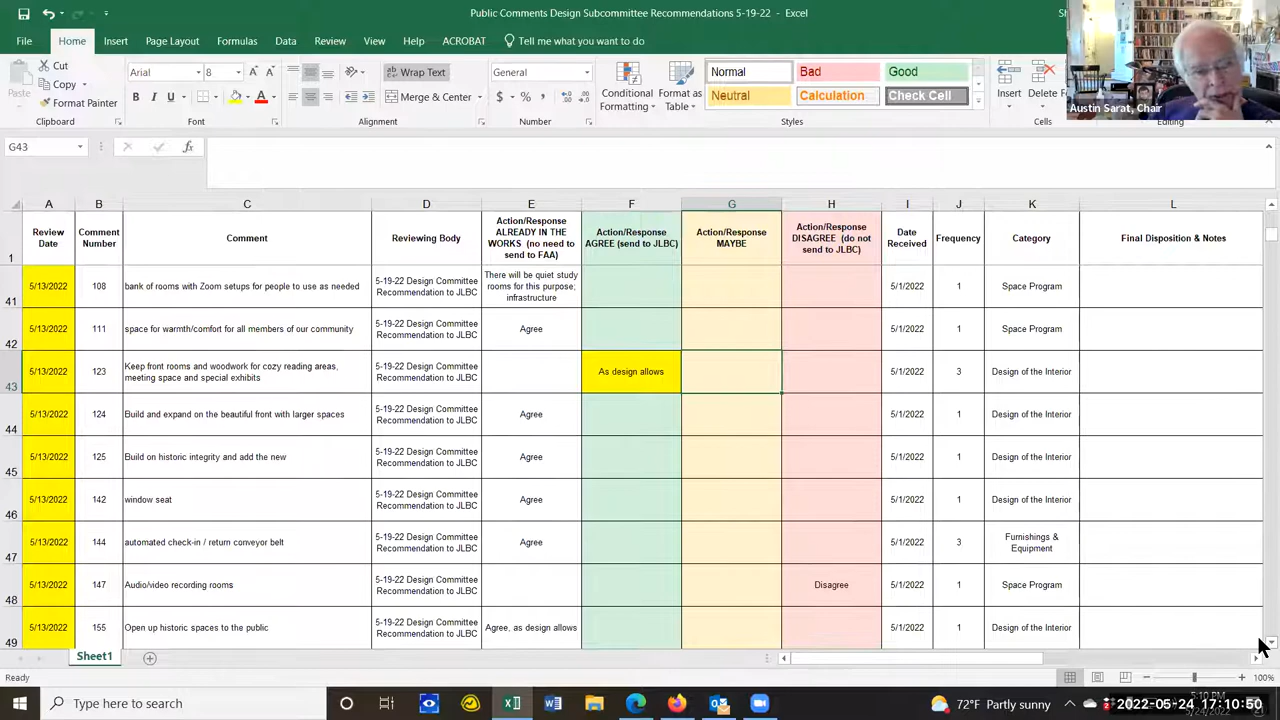 Public Comments Design Subcommittee Recommendations 5-19-22 - Excel
File Home Insert Page Layout Formulas Data Review View Help ACROBAT Tell me what you want to do
Cut
Copy
Format Painter
Paste
Clipboard
Arial 8
B I U
Font
Wrap Text
Merge & Center
Alignment
General
$ % ,
Number
Conditional Formatting
Format as Table
Normal Bad Good
Neutral Calculation Check Cell
Styles
Insert Delete
Cells
Editing
Austin Sarat, Chair
G43
A B C D E F G H I J K L
1 Review Date Comment Number Comment Reviewing Body Action/Response ALREADY IN THE WORKS (no need to send to FAA) Action/Response AGREE (send to JLBC) Action/Response MAYBE Action/Response DISAGREE (do not send to JLBC) Date Received Frequency Category Final Disposition & Notes
41 5/13/2022 108 bank of rooms with Zoom setups for people to use as needed 5-19-22 Design Committee Recommendation to JLBC There will be quiet study rooms for this purpose; infrastructure 5/1/2022 1 Space Program
42 5/13/2022 111 space for warmth/comfort for all members of our community 5-19-22 Design Committee Recommendation to JLBC Agree 5/1/2022 1 Space Program
43 5/13/2022 123 Keep front rooms and woodwork for cozy reading areas, meeting space and special exhibits 5-19-22 Design Committee Recommendation to JLBC As design allows 5/1/2022 3 Design of the Interior
44 5/13/2022 124 Build and expand on the beautiful front with larger spaces 5-19-22 Design Committee Recommendation to JLBC Agree 5/1/2022 1 Design of the Interior
45 5/13/2022 125 Build on historic integrity and add the new 5-19-22 Design Committee Recommendation to JLBC Agree 5/1/2022 1 Design of the Interior
46 5/13/2022 142 window seat 5-19-22 Design Committee Recommendation to JLBC Agree 5/1/2022 1 Design of the Interior
47 5/13/2022 144 automated check-in / return conveyor belt 5-19-22 Design Committee Recommendation to JLBC Agree 5/1/2022 3 Furnishings & Equipment
48 5/13/2022 147 Audio/video recording rooms 5-19-22 Design Committee Recommendation to JLBC Disagree 5/1/2022 1 Space Program
49 5/13/2022 155 Open up historic spaces to the public 5-19-22 Design Committee Recommendation to JLBC Agree, as design allows 5/1/2022 1 Design of the Interior
Sheet1
Ready 100%
Type here to search
72°F Partly sunny
2022-05-24 17:10:50